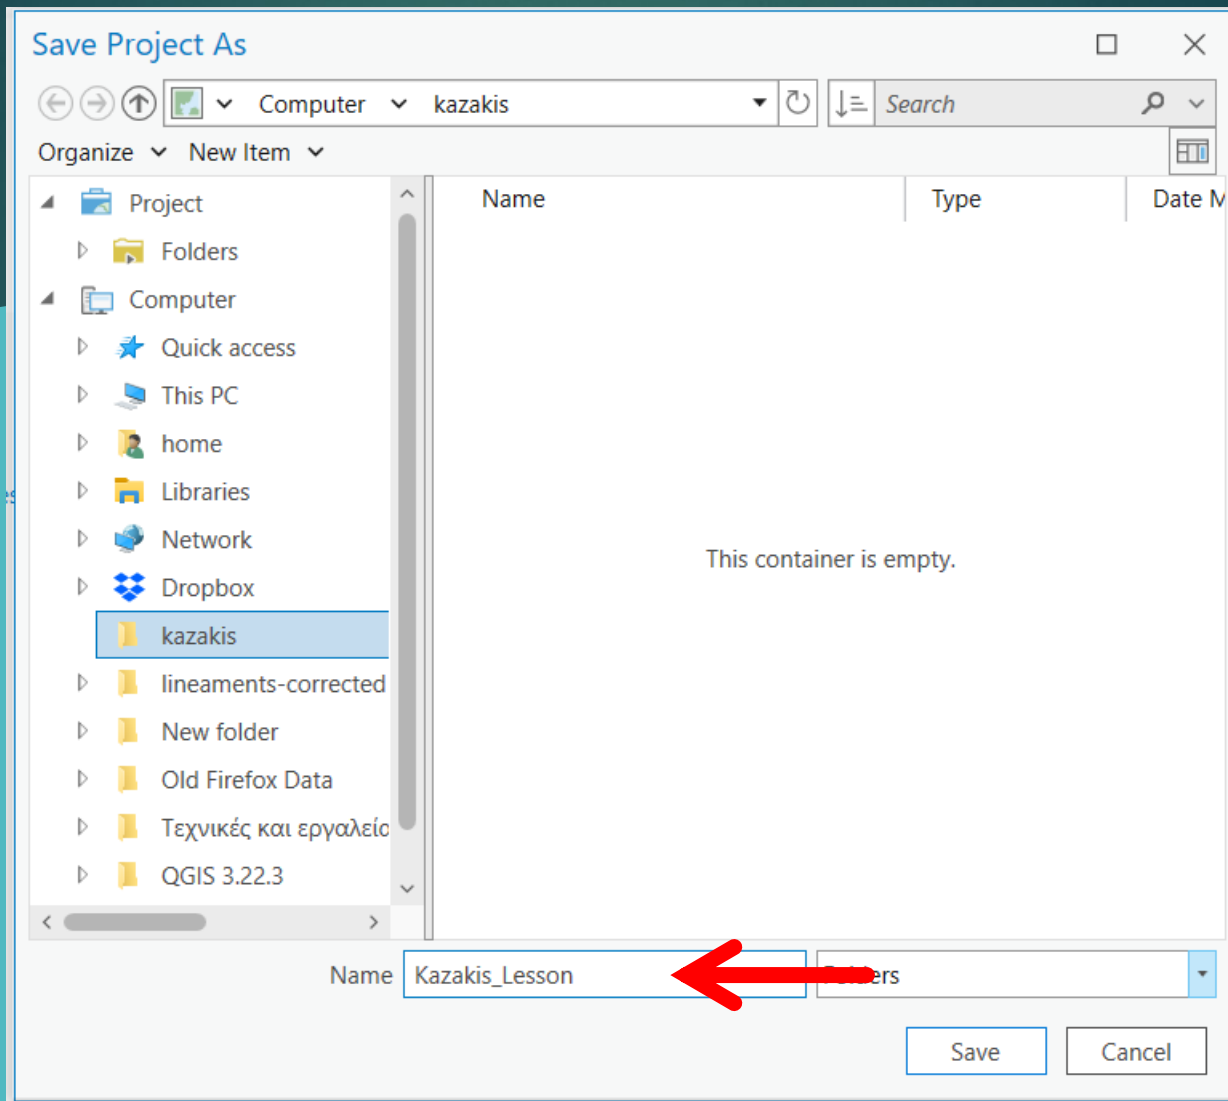 Save Project As
Computer kazakis
Search
Organize New Item
Name Type Date M
Project
Folders
Computer
Quick access
This PC
home
Libraries
Network
Dropbox
kazakis
lineaments-corrected
New folder
Old Firefox Data
Τεχνικές και εργαλεία
QGIS 3.22.3
This container is empty.
Name Kazakis_Lesson
Save Cancel